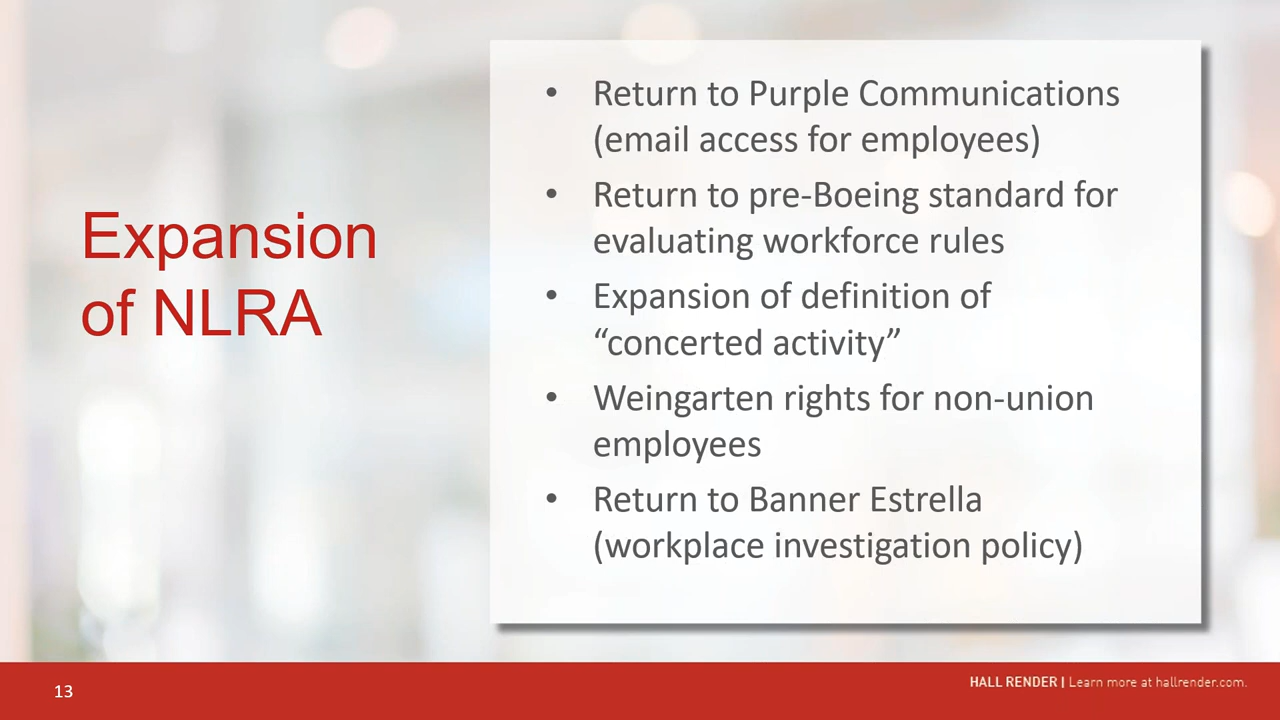 Expansion
of NLRA
• Return to Purple Communications
(email access for employees)
• Return to pre-Boeing standard for
evaluating workforce rules
• Expansion of definition of
“concerted activity”
• Weingarten rights for non-union
employees
• Return to Banner Estrella
(workplace investigation policy)
13
HALL RENDER | Learn more at hallrender.com.